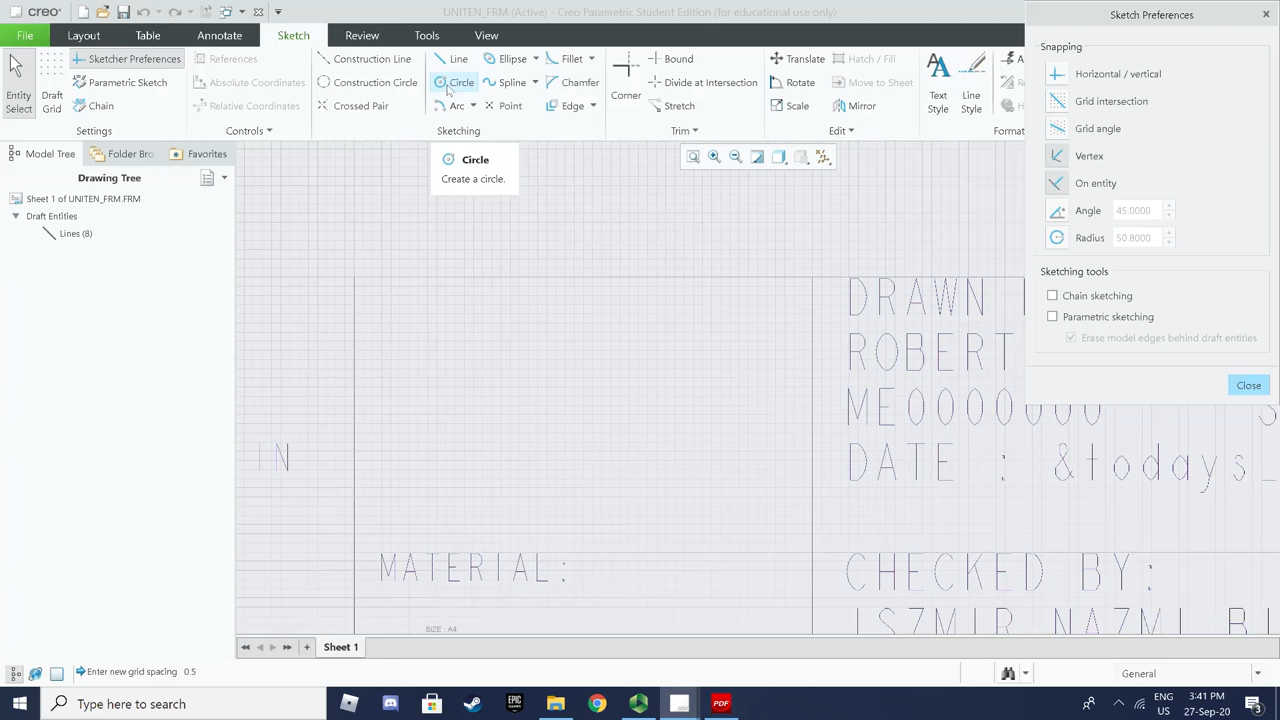 creo
UNITEN_FRM (Active) - Creo Parametric Student Edition (for educational use only)
File
Layout
Table
Annotate
Sketch
Review
Tools
View
Entity
Select
Draft
Grid
Sketcher Preferences
Parametric Sketch
Chain
Settings
References
Absolute Coordinates
Relative Coordinates
Controls
Construction Line
Construction Circle
Crossed Pair
Line
Circle
Arc
Ellipse
Spline
Point
Fillet
Chamfer
Edge
Sketching
Corner
Bound
Divide at Intersection
Stretch
Trim
Translate
Rotate
Scale
Hatch / Fill
Move to Sheet
Mirror
Edit
Text
Style
Line
Style
Format
Model Tree
Folder Bro
Favorites
Drawing Tree
Sheet 1 of UNITEN_FRM.FRM
Draft Entities
Lines (8)
Circle
Create a circle.
Sketch Preferences
Snapping
Horizontal / vertical
Grid intersection
Grid angle
Vertex
On entity
Angle 45.0000
Radius 50.8000
Sketching tools
Chain sketching
Parametric sketching
Erase model edges behind draft entities
Close
DRAWN
ROBERT
ME0000000 S
DATE : &todays
IN
MATERIAL:
CHECKED BY:
SIZE A4
Sheet 1
Enter new grid spacing 0.5
General
Type here to search
EPIC
GAMES
PDF
ENG
US
3:41 PM
27-Sep-20